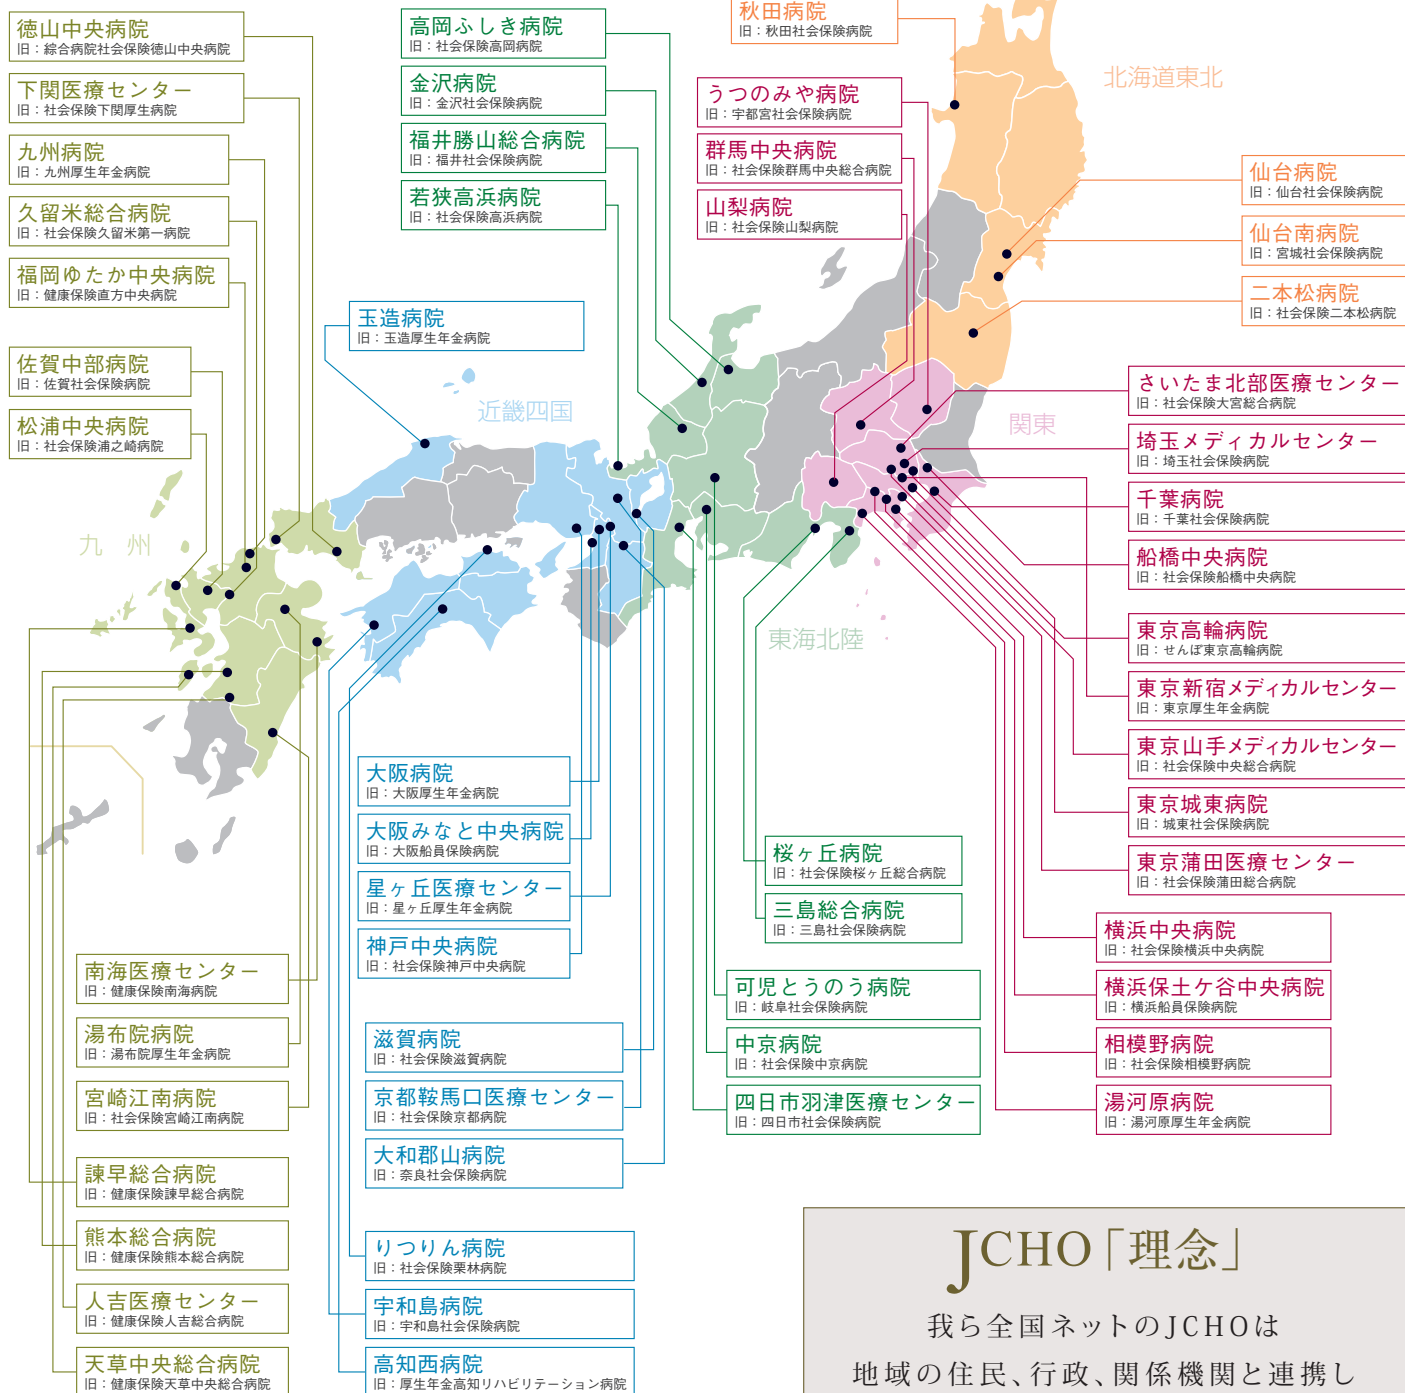 徳山中央病院
旧：綜合病院社会保険徳山中央病院
下関医療センター
旧：社会保険下関厚生病院
九州病院
旧：九州厚生年金病院
久留米総合病院
旧：社会保険久留米第一病院
福岡ゆたか中央病院
旧：健康保険直方中央病院
佐賀中部病院
旧：佐賀社会保険病院
松浦中央病院
旧：社会保険浦之崎病院
九 州
高岡ふしき病院
旧：社会保険高岡病院
金沢病院
旧：金沢社会保険病院
福井勝山総合病院
旧：福井社会保険病院
若狭高浜病院
旧：社会保険高浜病院
玉造病院
旧：玉造厚生年金病院
近畿四国
秋田病院
旧：秋田社会保険病院
うつのみや病院
旧：宇都宮社会保険病院
群馬中央病院
旧：社会保険群馬中央総合病院
山梨病院
旧：社会保険山梨病院
北海道東北
仙台病院
旧：仙台社会保険病院
仙台南病院
旧：宮城社会保険病院
二本松病院
旧：社会保険二本松病院
関東
さいたま北部医療センター
旧：社会保険大宮総合病院
埼玉メディカルセンター
旧：埼玉社会保険病院
千葉病院
旧：千葉社会保険病院
船橋中央病院
旧：社会保険船橋中央病院
東京高輪病院
旧：せんぽ東京高輪病院
東京新宿メディカルセンター
旧：東京厚生年金病院
東京山手メディカルセンター
旧：社会保険中央総合病院
東京城東病院
旧：城東社会保険病院
東京蒲田医療センター
旧：社会保険蒲田総合病院
横浜中央病院
旧：社会保険横浜中央病院
横浜保土ケ谷中央病院
旧：横浜船員保険病院
相模野病院
旧：社会保険相模野病院
湯河原病院
旧：湯河原厚生年金病院
東海北陸
桜ヶ丘病院
旧：社会保険桜ヶ丘総合病院
三島総合病院
旧：三島社会保険病院
可児とうのう病院
旧：岐阜社会保険病院
中京病院
旧：社会保険中京病院
四日市羽津医療センター
旧：四日市社会保険病院
大阪病院
旧：大阪厚生年金病院
大阪みなと中央病院
旧：大阪船員保険病院
星ヶ丘医療センター
旧：星ヶ丘厚生年金病院
神戸中央病院
旧：社会保険神戸中央病院
滋賀病院
旧：社会保険滋賀病院
京都鞍馬口医療センター
旧：社会保険京都病院
大和郡山病院
旧：奈良社会保険病院
りつりん病院
旧：社会保険栗林病院
宇和島病院
旧：宇和島社会保険病院
高知西病院
旧：厚生年金高知リハビリテーション病院
南海医療センター
旧：健康保険南海病院
湯布院病院
旧：湯布院厚生年金病院
宮崎江南病院
旧：社会保険宮崎江南病院
諫早総合病院
旧：健康保険諫早総合病院
熊本総合病院
旧：健康保険熊本総合病院
人吉医療センター
旧：健康保険人吉総合病院
天草中央総合病院
旧：健康保険天草中央総合病院
JCHO「理念」
我ら全国ネットのJCHOは
地域の住民、行政、関係機関と連携し